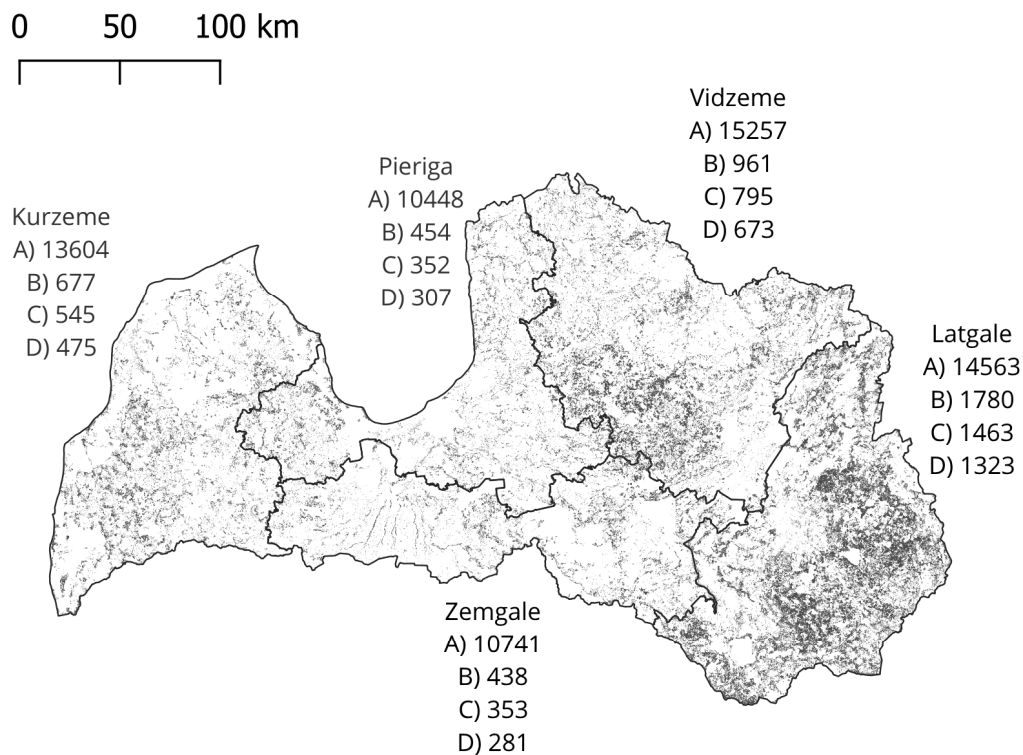 0 50 100 km
Vidzeme
A) 15257
B) 961
C) 795
D) 673
Pieriga
A) 10448
B) 454
C) 352
D) 307
Kurzeme
A) 13604
B) 677
C) 545
D) 475
Latgale
A) 14563
B) 1780
C) 1463
D) 1323
Zemgale
A) 10741
B) 438
C) 353
D) 281